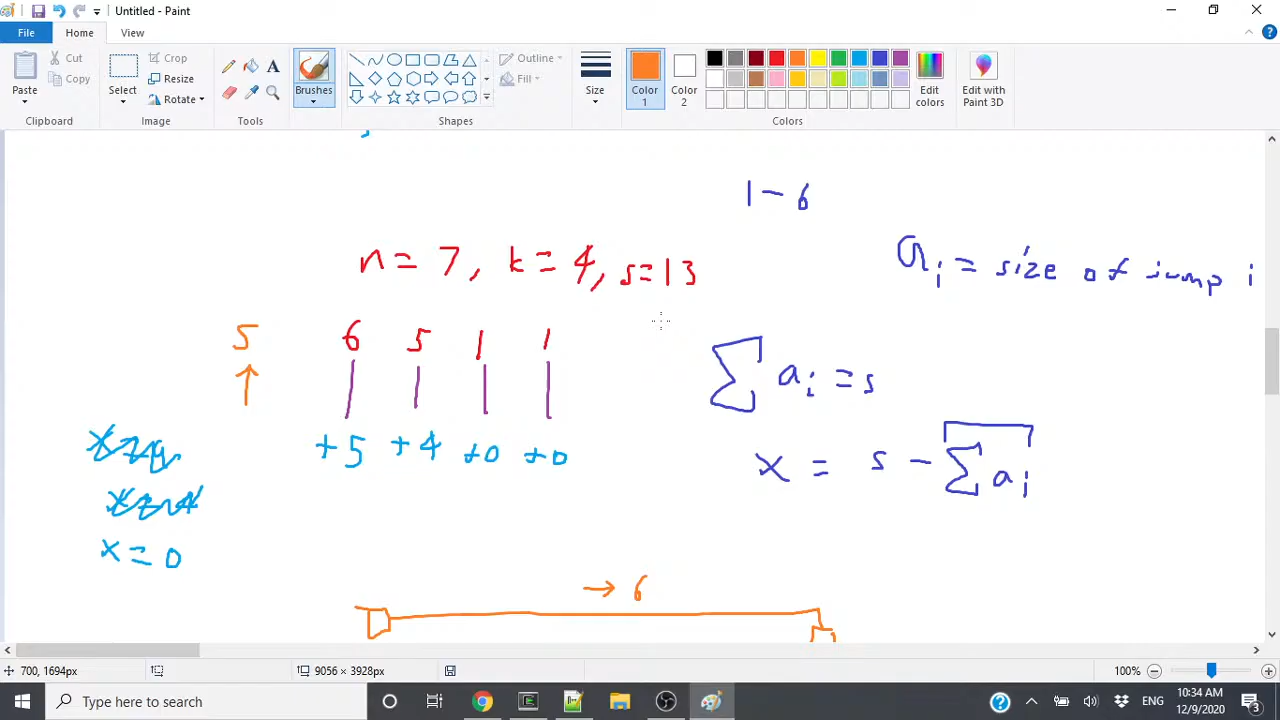 Untitled - Paint
File Home View
Paste
Cut
Copy
Clipboard
Select
Crop
Resize
Rotate
Image
A
Tools
Brushes
Outline
Fill
Shapes
Size
Color 1
Color 2
Edit colors
Edit with Paint 3D
Colors
1 - 6
n = 7, k = 4, s=13
a i = size of jump i
5 6 5 1 1
∑ a i = s
+5 +4 +0 +0
x = s - ∑ a i
x = 0
→ 6
700, 1694px
9056 × 3928px
100%
Type here to search
ENG
10:34 AM
12/9/2020
3